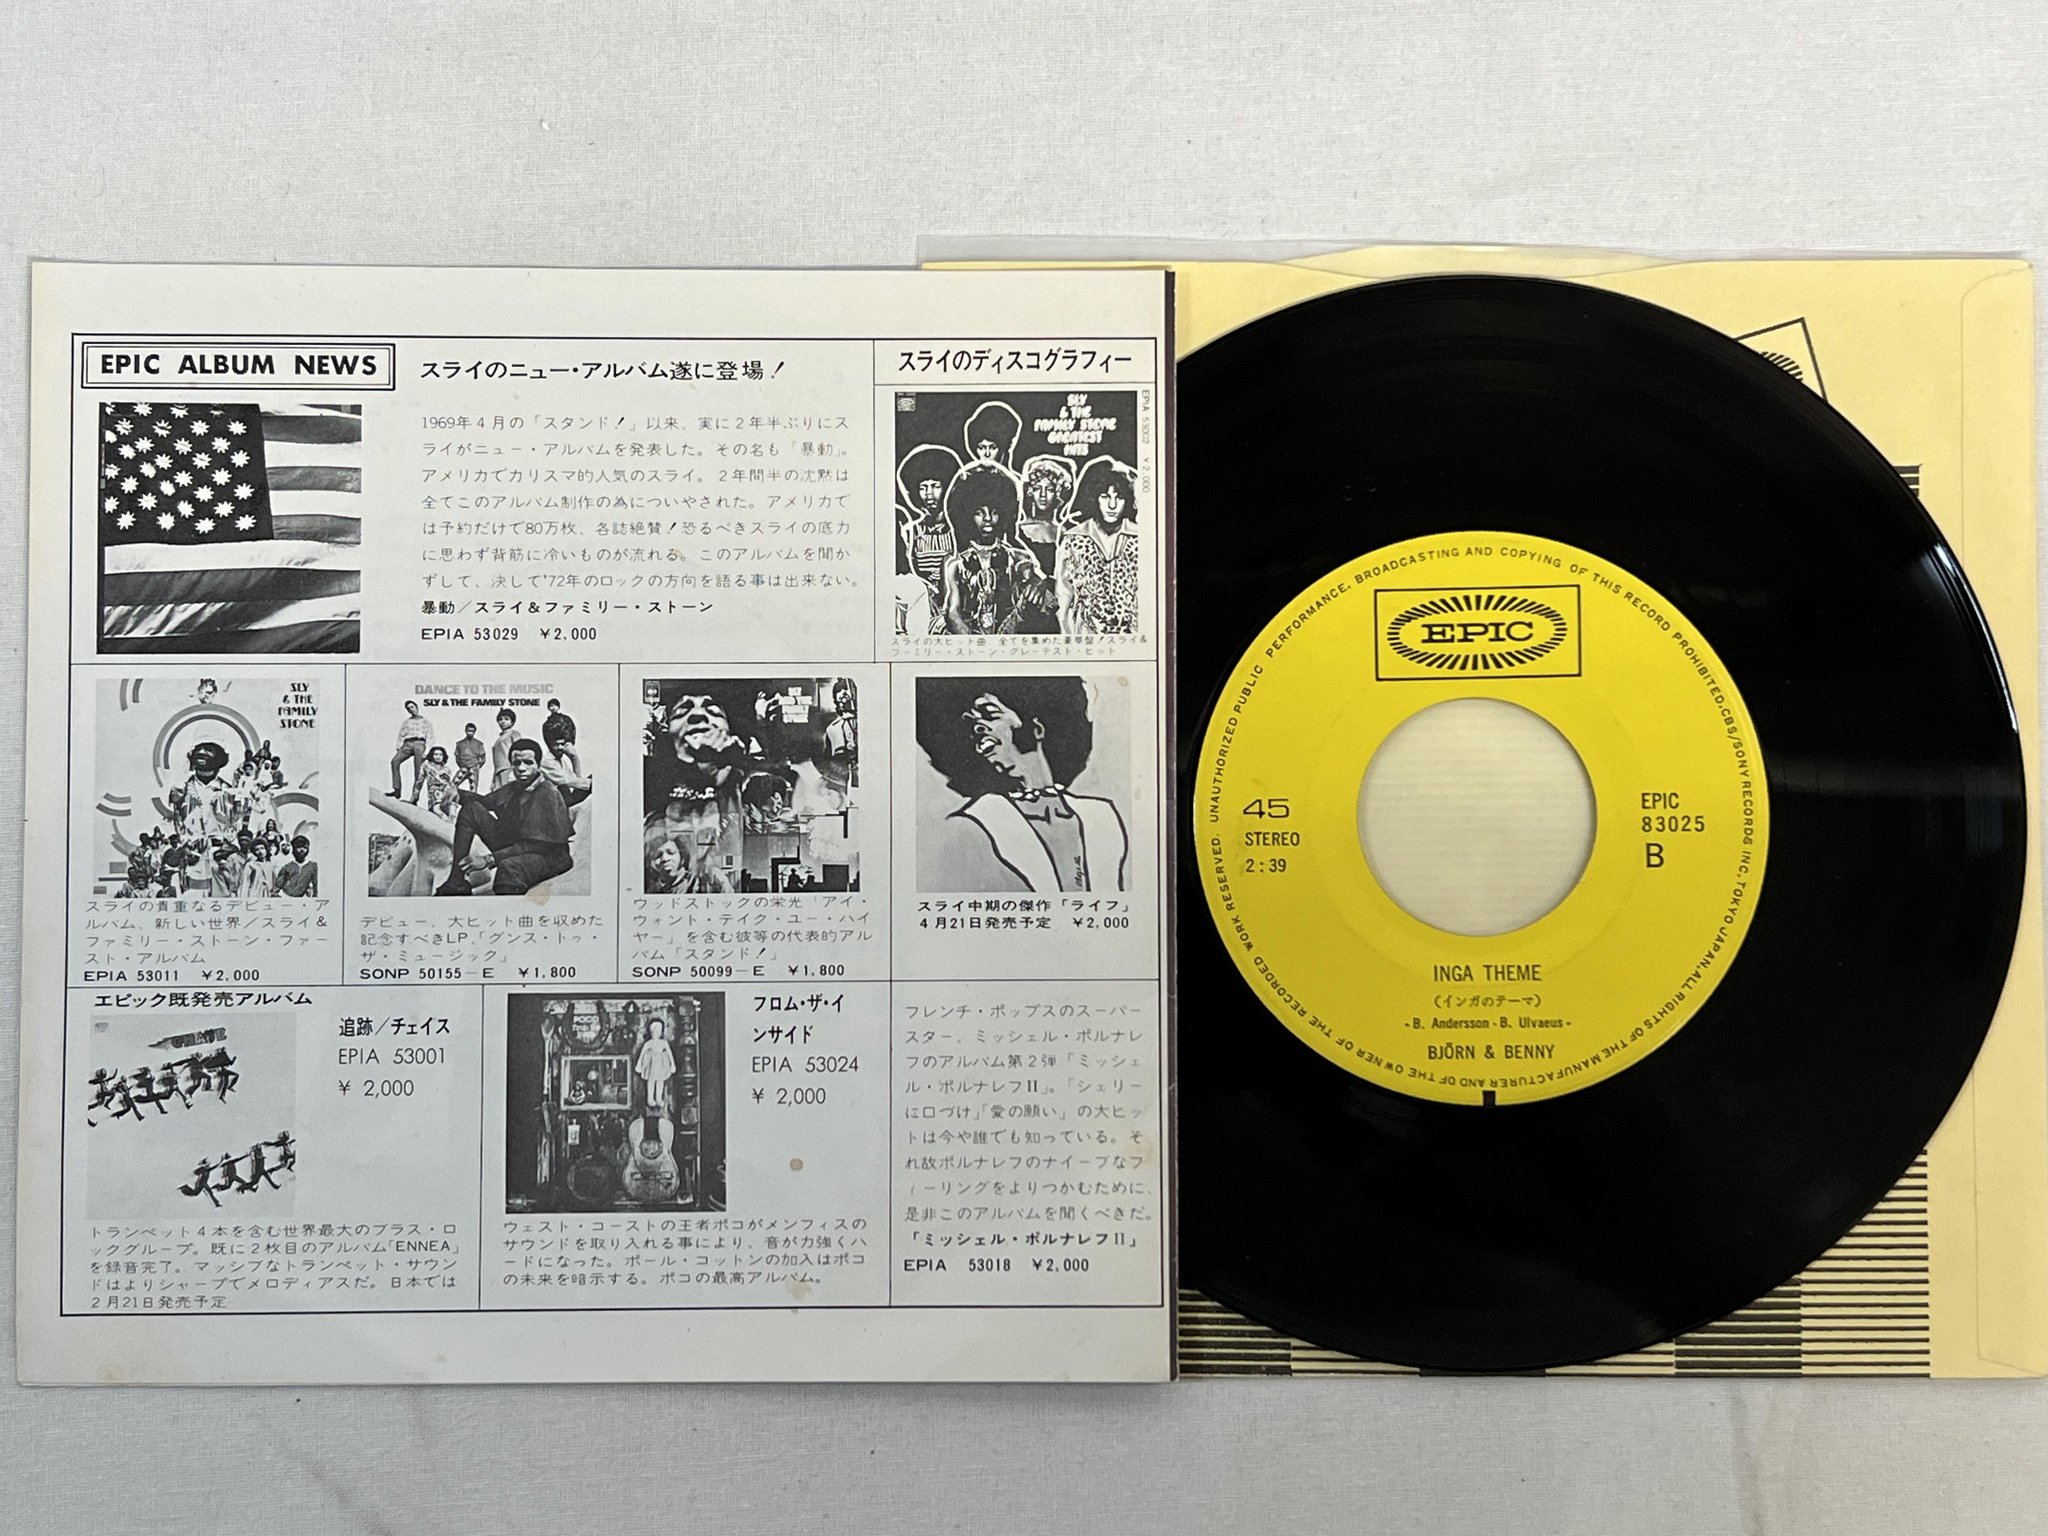 EPIC ALBUM NEWS
スライのニュー・アルバム遂に登場!
1969年4月の「スタンド!」以来、実に2年半ぶりにス
ライがニュー・アルバムを発表した。その名も「暴動」。
アメリカでカリスマ的人気のスライ。2年間半の沈黙は
全てこのアルバム制作の為についやされた。アメリカで
は予約だけで80万枚、各誌絶賛!恐るべきスライの底力
に思わず背筋に冷いものが流れる。このアルバムを聞か
ずして、決して'72年のロックの方向を語る事は出来ない。
暴動/スライ&ファミリー・ストーン
EPIA 53029 ¥2,000
スライのディスコグラフィー
SLY
& THE
FAMILY STONE
GREATEST
HITS
EPIA 53002 ¥2,000
スライの大ヒット曲 全てを集めた豪華盤!スライ&
ファミリー・ストーン・グレーテスト・ヒット
SLY
& THE
FAMILY
STONE
スライの貴重なるデビュー・ア
ルバム、新しい世界/スライ&
ファミリー・ストーン・ファー
スト・アルバム
EPIA 53011 ¥2,000
DANCE TO THE MUSIC
SLY & THE FAMILY STONE
デビュー、大ヒット曲を収めた
記念すべきLP、「ダンス・トゥ・
ザ・ミュージック」
SONP 50155-E ¥1,800
ウッドストックの栄光「アイ・
ウォント・テイク・ユー・ハイ
ヤー」を含む彼等の代表的アル
バム「スタンド!」
SONP 50099-E ¥1,800
スライ中期の傑作「ライフ」
4月21日発売予定 ¥2,000
エピック既発売アルバム
CHASE
追跡/チェイス
EPIA 53001
¥ 2,000
トランペット4本を含む世界最大のブラス・ロ
ックグループ。既に2枚目のアルバム「ENNEA」
を録音完了。マッシブなトランペット・サウン
ドはよりシャープでメロディアスだ。日本では
2月21日発売予定
POCO
フロム・ザ・イ
ンサイド
EPIA 53024
¥ 2,000
ウェスト・コーストの王者ポコがメンフィスの
サウンドを取り入れる事により、音が力強くハ
ードになった。ポール・コットンの加入はポコ
の未来を暗示する。ポコの最高アルバム。
フレンチ・ポップスのスーパー
スター、ミッシェル・ポルナレ
フのアルバム第2弾「ミッシェ
ル・ポルナレフII」。「シェリー
に口づけ」「愛の願い」の大ヒッ
トは今や誰でも知っている。そ
れ故ポルナレフのナイーブなフ
ィーリングをよりつかむために、
是非このアルバムを聞くべきだ。
「ミッシェル・ポルナレフII」
EPIA 53018 ¥2,000
UNAUTHORIZED PUBLIC PERFORMANCE, BROADCASTING AND COPYING OF THIS RECORD PROHIBITED. CBS/SONY RECORDS INC. TOKYO JAPAN. ALL RIGHTS OF THE MANUFACTURER AND OF THE OWNER OF THE RECORDED WORK RESERVED.
EPIC
45
STEREO
2:39
EPIC
83025
B
INGA THEME
(インガのテーマ)
- B. Andersson - B. Ulvaeus -
BJÖRN & BENNY